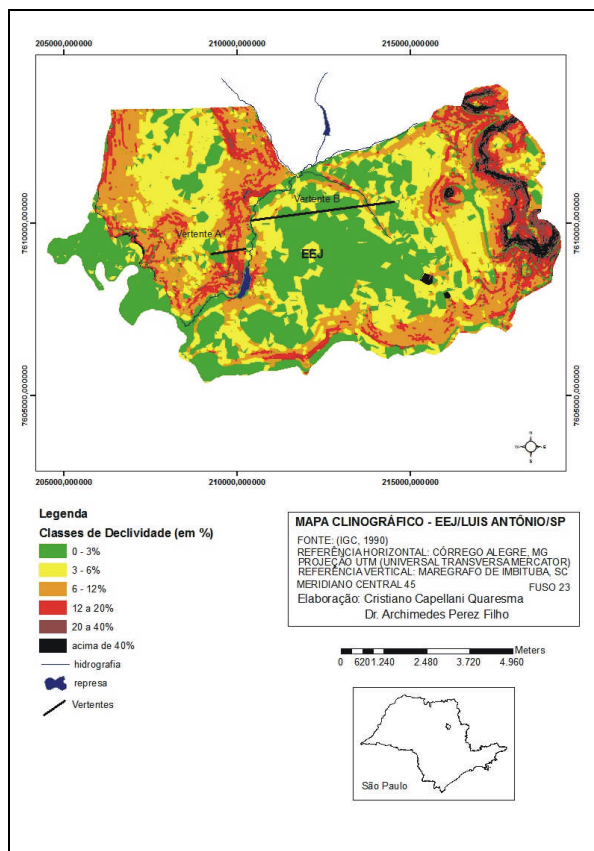 205000,000000 210000,000000 215000,000000
7610000,000000
7610000,000000
Vertente B
Vertente A
EEJ
7605000,000000
7605000,000000
N
S
205000,000000 210000,000000 215000,000000
Legenda
Classes de Declividade (em %)
0 - 3%
3 - 6%
6 - 12%
12 a 20%
20 a 40%
acima de 40%
hidrografia
represa
Vertentes
MAPA CLINOGRÁFICO - EEJ/LUIS ANTÔNIO/SP
FONTE: (IGC, 1990)
REFERÊNCIA HORIZONTAL: CÓRREGO ALEGRE, MG
PROJEÇÃO UTM (UNIVERSAL TRANSVERSA MERCATOR)
REFERÊNCIA VERTICAL: MAREGRAFO DE IMBITUBA, SC
MERIDIANO CENTRAL 45 FUSO 23
Elaboração: Cristiano Capellani Quaresma
Dr. Archimedes Perez Filho
Meters
0 620 1.240 2.480 3.720 4.960
São Paulo